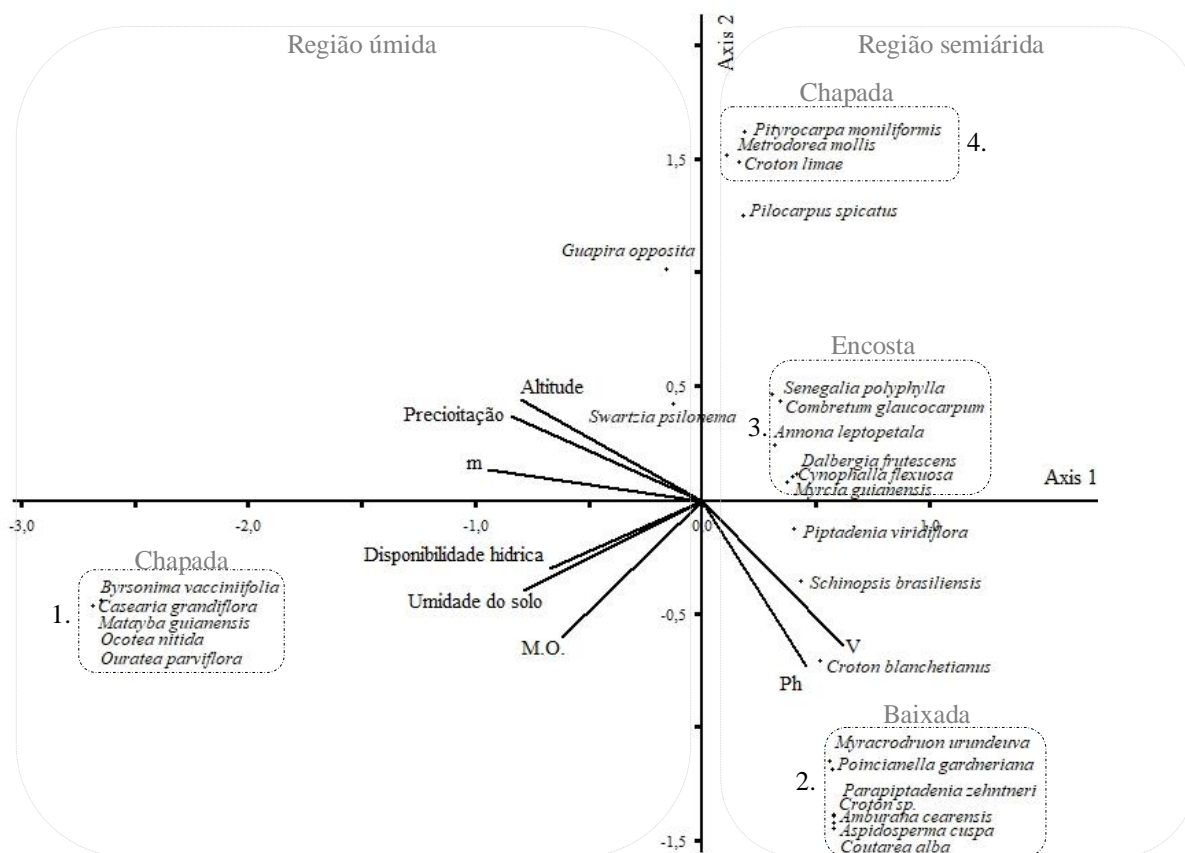 Região úmida
Região semiárida
Axis 2
Chapada
Pityrocarpa moniliformis
Metrodorea mollis
Croton limae
4.
1,5
Pilocarpus spicatus
Guapira opposita
Encosta
Altitude
0,5
Senegalia polyphylla
Combretum glaucocarpum
Precioitação
Swartzia psilonema
3.
Annona leptopetala
m
Dalbergia frutescens
Cynophalla flexuosa
Myrcia guianensis
Axis 1
-3,0
-2,0
-1,0
0,0
1,0
Piptadenia viridiflora
Chapada
Disponibilidade hídrica
Byrsonima vacciniifolia
Casearia grandiflora
Matayba guianensis
Ocotea nitida
Ouratea parviflora
1.
Schinopsis brasiliensis
Umidade do solo
-0,5
M.O.
V
Croton blanchetianus
Ph
Baixada
Myracrodruon urundeuva
Poincianella gardneriana
2.
Parapiptadenia zehntneri
Croton sp.
Amburana cearensis
Aspidosperma cuspa
Coutarea alba
-1,5